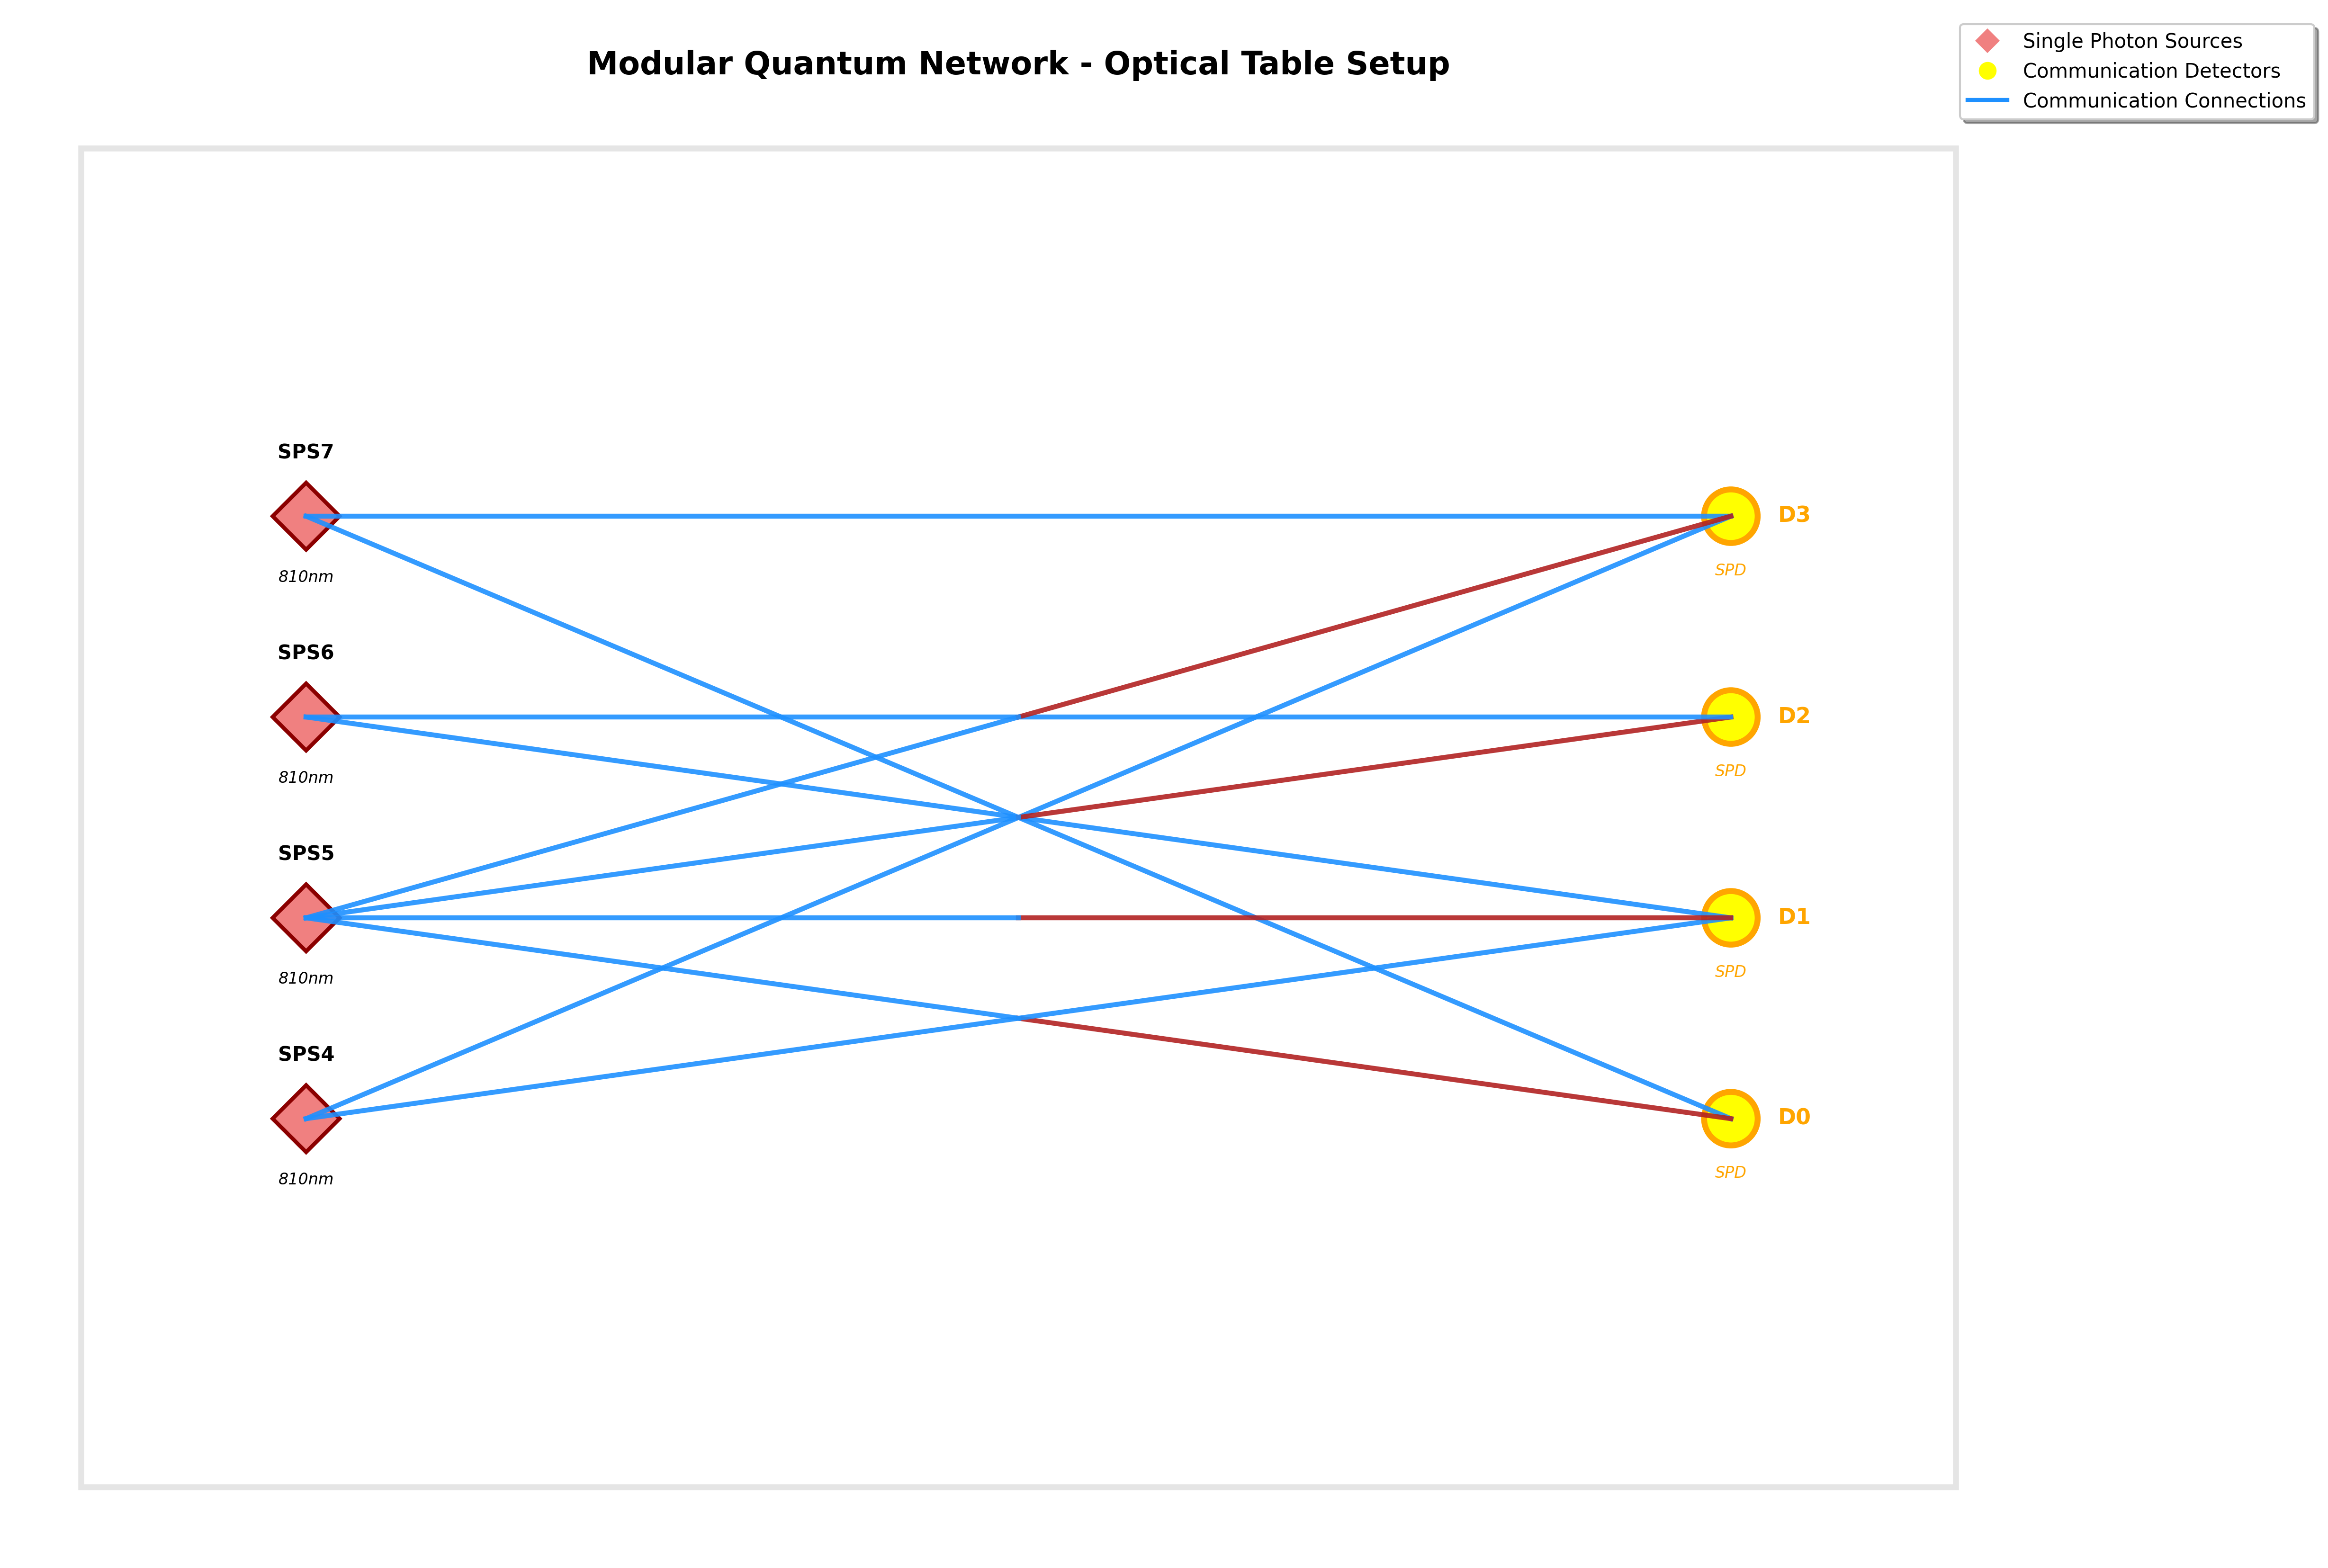 Modular Quantum Network - Optical Table Setup
Single Photon Sources
Communication Detectors
Communication Connections
SPS7
810nm
D3
SPD
SPS6
810nm
D2
SPD
SPS5
810nm
D1
SPD
SPS4
810nm
D0
SPD